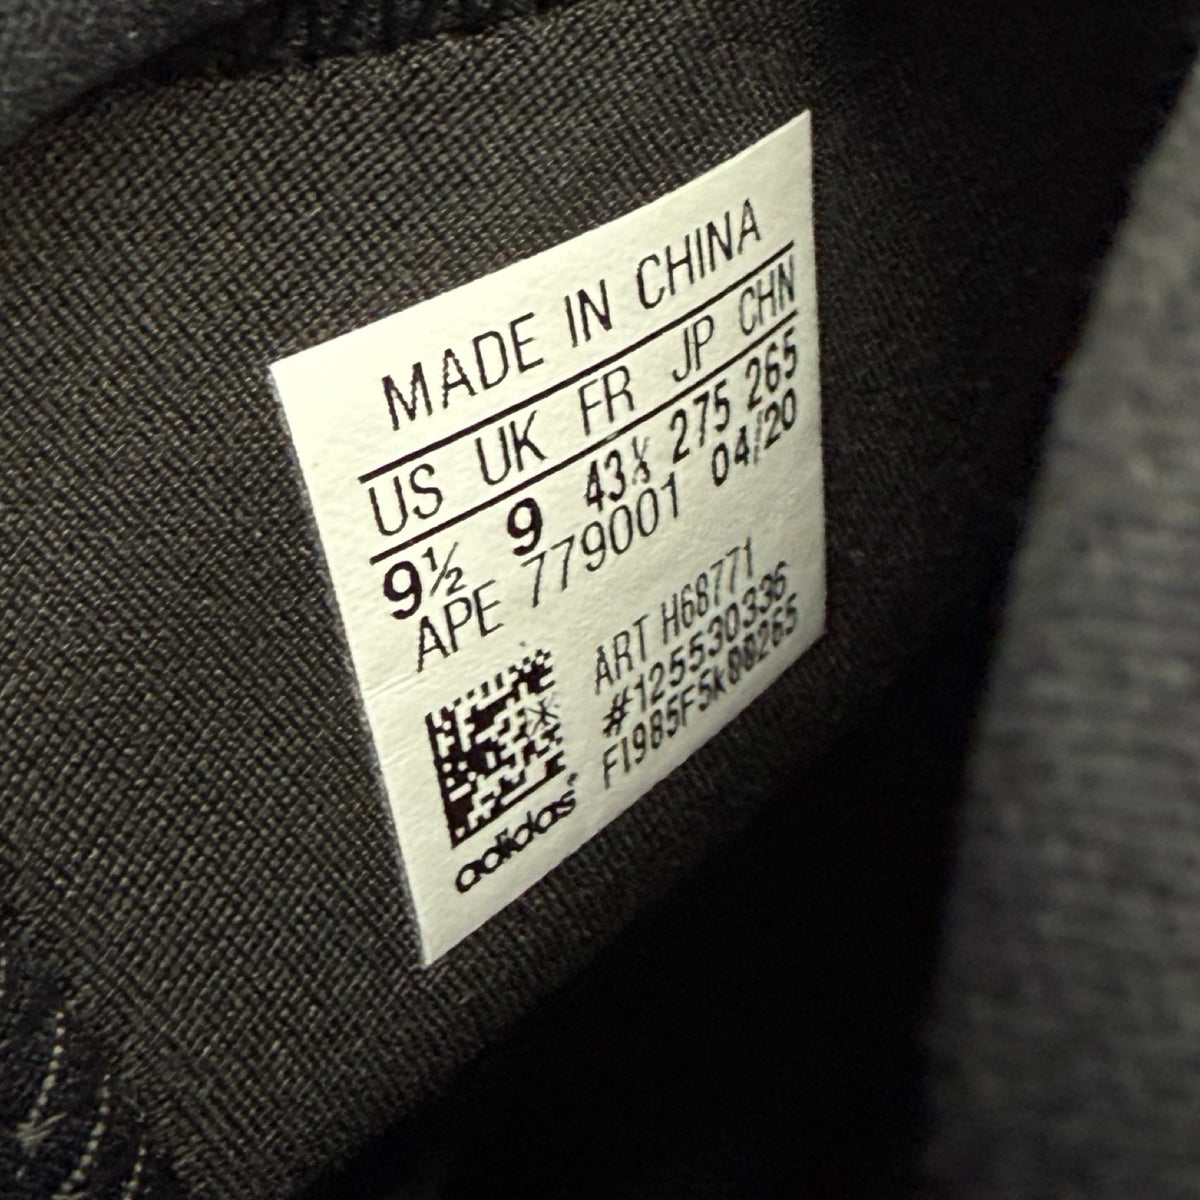 MADE IN CHINA
US UK FR JP CHN
9½ 9 43⅓ 275 265
APE 779001 04/20
ART H68771
#125530336
F1985F5k88265
adidas